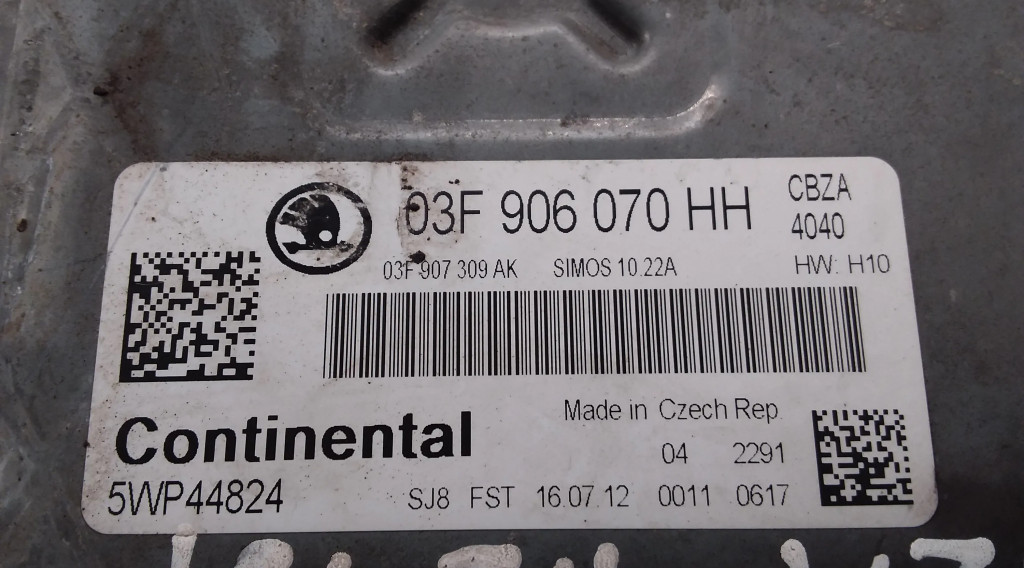 03F 906 070 HH
CBZA
4040
03F 907 309 AK SIMOS 10.22A HW: H10
Made in Czech Rep.
Continental
04 2291
5WP44824 SJ8 FST 16.07.12 0011 0617